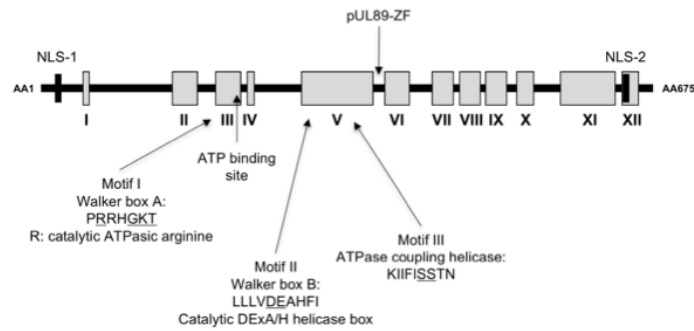 pUL89-ZF
NLS-1
NLS-2
AA1
AA675
I II III IV V VI VII VIII IX X XI XII
ATP binding
site
Motif I
Walker box A:
PRRHGKT
R: catalytic ATPasic arginine
Motif II
Walker box B:
LLLVDEAHFI
Catalytic DExA/H helicase box
Motif III
ATPase coupling helicase:
KIIFISSTN